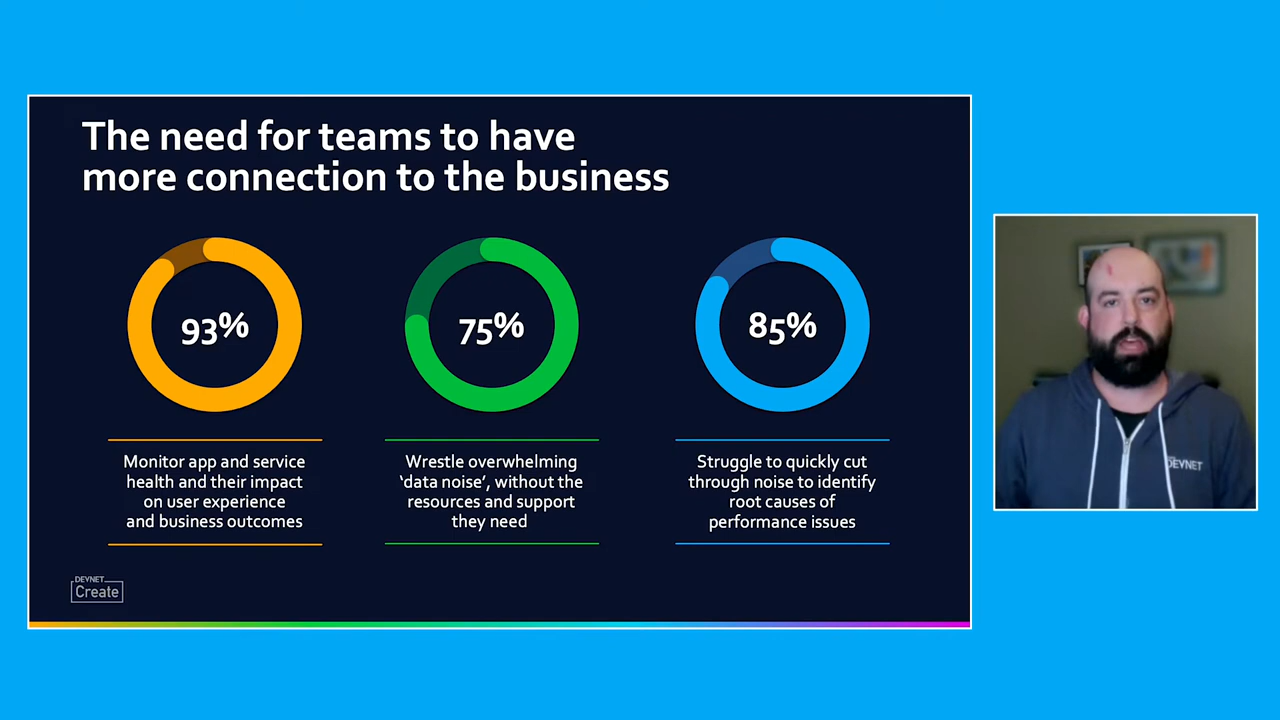 The need for teams to have
more connection to the business
93%
75%
85%
Monitor app and service
health and their impact
on user experience
and business outcomes
Wrestle overwhelming
‘data noise’, without the
resources and support
they need
Struggle to quickly cut
through noise to identify
root causes of
performance issues
DEVNET
Create
DEVNET